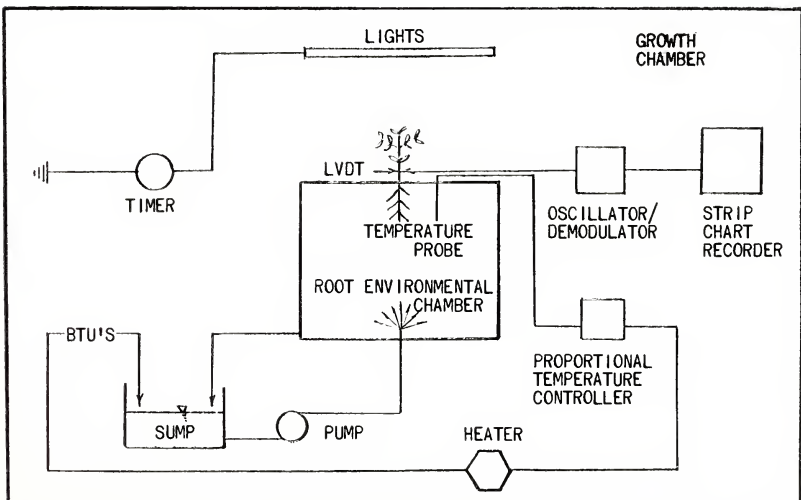 LIGHTS
GROWTH
CHAMBER
LVDT
TIMER
TEMPERATURE
PROBE
OSCILLATOR/
DEMODULATOR
STRIP
CHART
RECORDER
ROOT ENVIRONMENTAL
CHAMBER
BTU'S
PROPORTIONAL
TEMPERATURE
CONTROLLER
SUMP
PUMP
HEATER